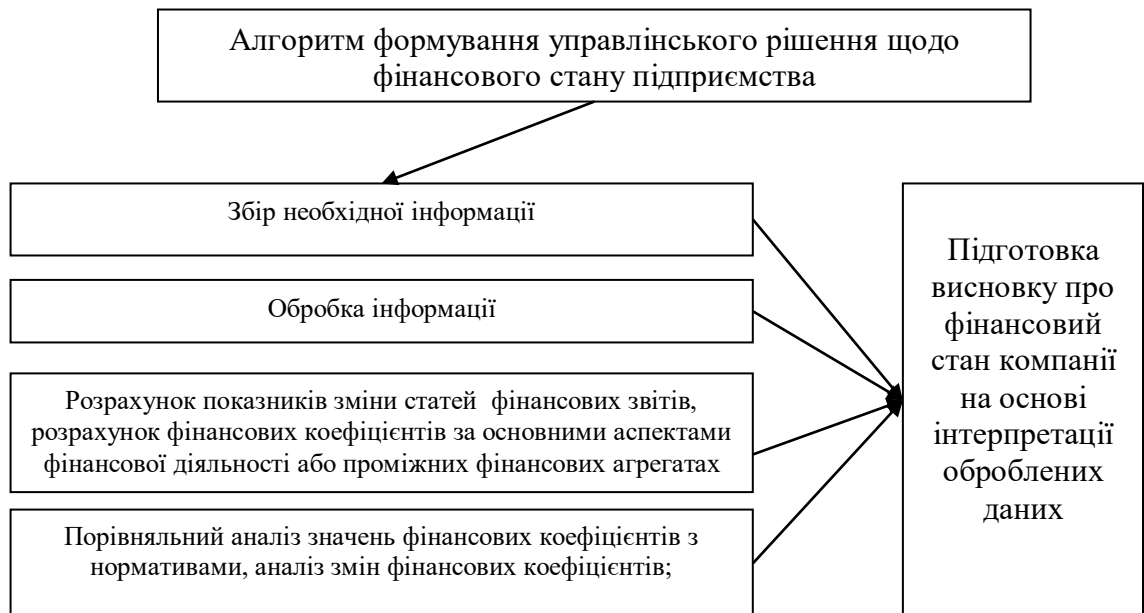 Алгоритм формування управлінського рішення щодо
фінансового стану підприємства
Збір необхідної інформації
Обробка інформації
Розрахунок показників зміни статей фінансових звітів,
розрахунок фінансових коефіцієнтів за основними аспектами
фінансової діяльності або проміжних фінансових агрегатах
Порівняльний аналіз значень фінансових коефіцієнтів з
нормативами, аналіз змін фінансових коефіцієнтів;
Підготовка
висновку про
фінансовий
стан компанії
на основі
інтерпретації
оброблених
даних